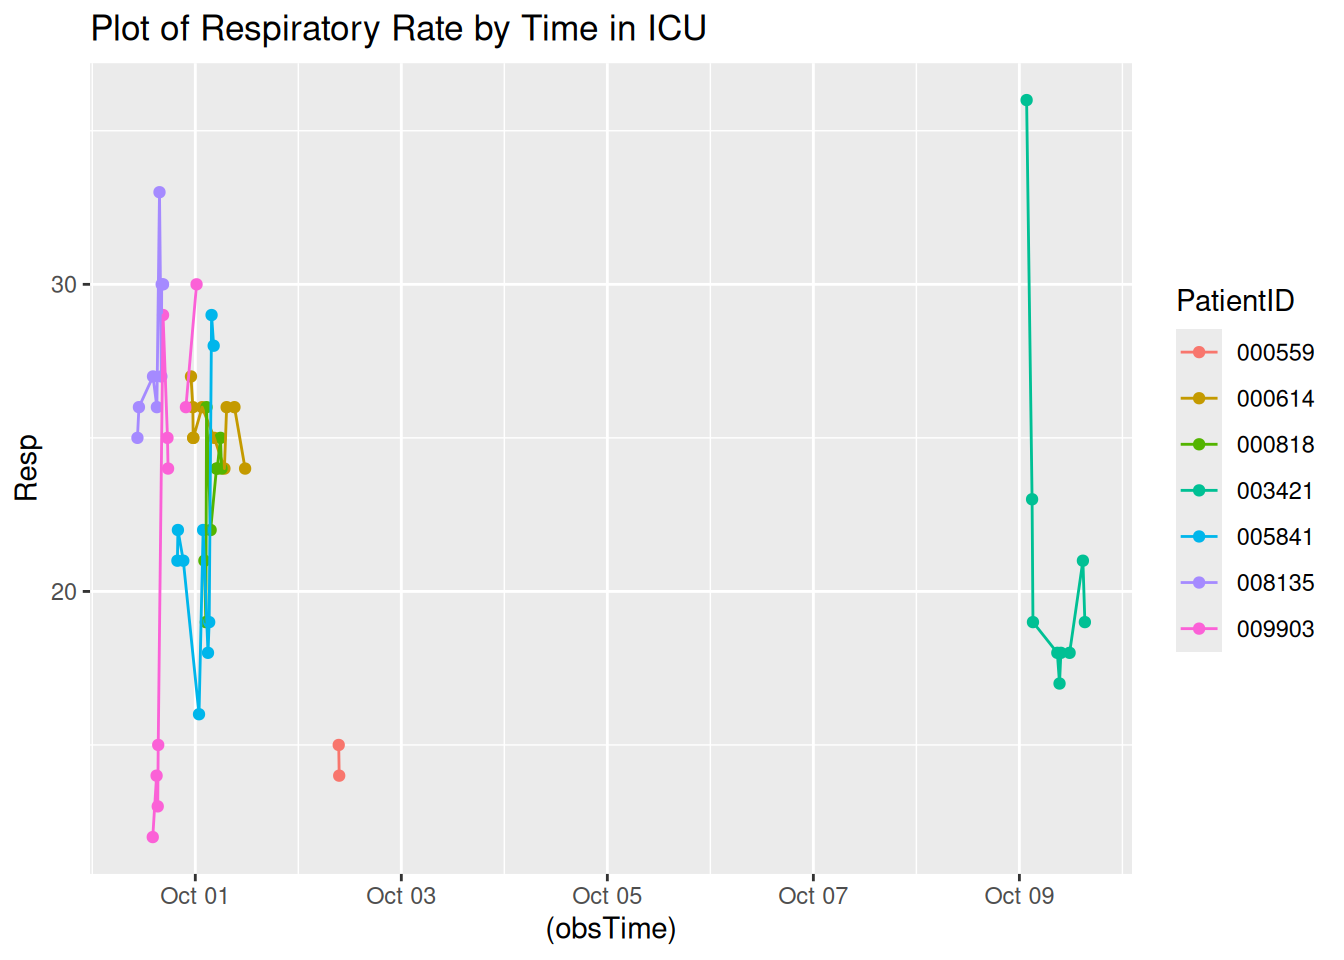 Plot of Respiratory Rate by Time in ICU
30
20
Resp
Oct 01 Oct 03 Oct 05 Oct 07 Oct 09
(obsTime)
PatientID
000559
000614
000818
003421
005841
008135
009903